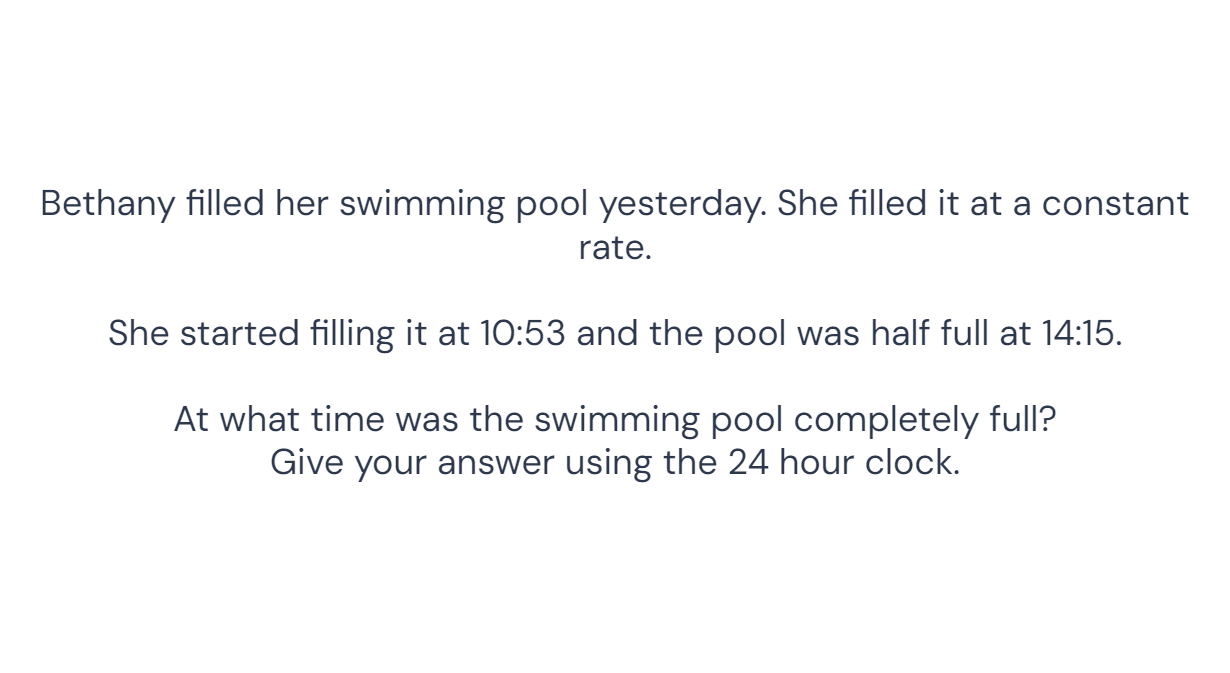 Bethany filled her swimming pool yesterday. She filled it at a constant
rate.
She started filling it at 10:53 and the pool was half full at 14:15.
At what time was the swimming pool completely full?
Give your answer using the 24 hour clock.